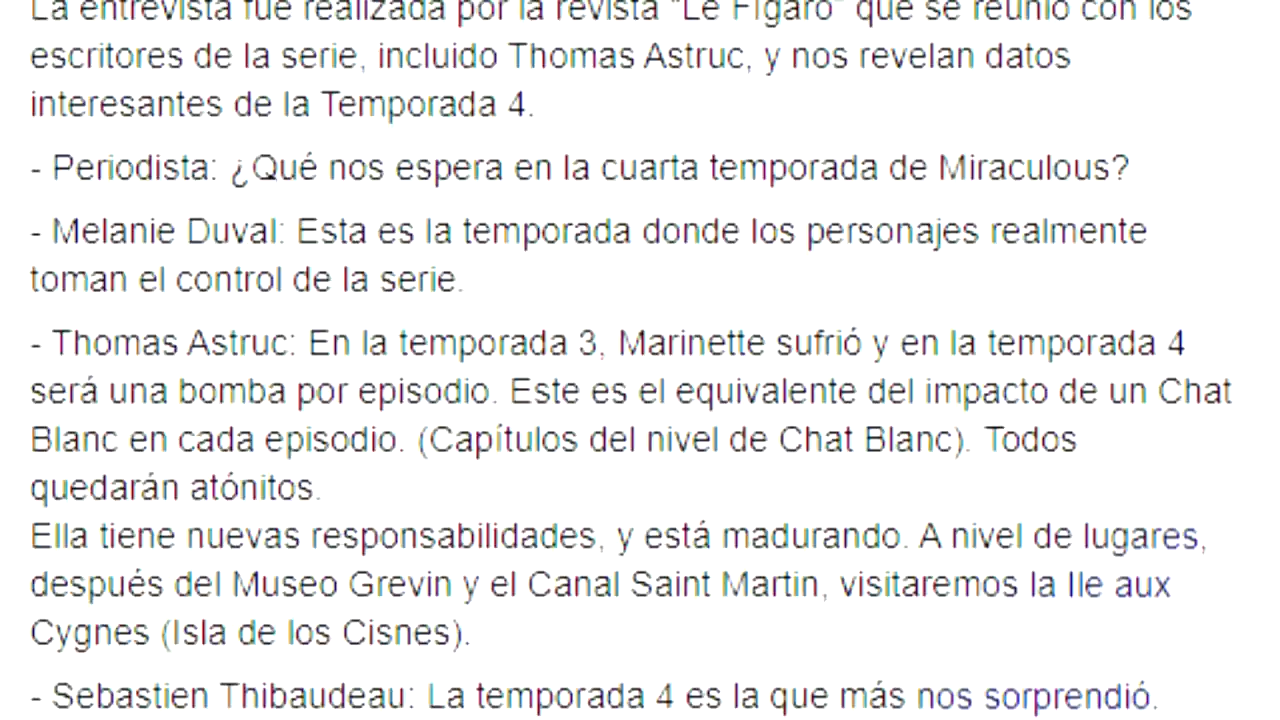 La entrevista fue realizada por la revista "Le Figaro" que se reunió con los
escritores de la serie, incluido Thomas Astruc, y nos revelan datos
interesantes de la Temporada 4.
- Periodista: ¿Qué nos espera en la cuarta temporada de Miraculous?
- Melanie Duval: Esta es la temporada donde los personajes realmente
toman el control de la serie.
- Thomas Astruc: En la temporada 3, Marinette sufrió y en la temporada 4
será una bomba por episodio. Este es el equivalente del impacto de un Chat
Blanc en cada episodio. (Capítulos del nivel de Chat Blanc). Todos
quedarán atónitos.
Ella tiene nuevas responsabilidades, y está madurando. A nivel de lugares,
después del Museo Grevin y el Canal Saint Martin, visitaremos la Ile aux
Cygnes (Isla de los Cisnes).
- Sebastien Thibaudeau: La temporada 4 es la que más nos sorprendió.